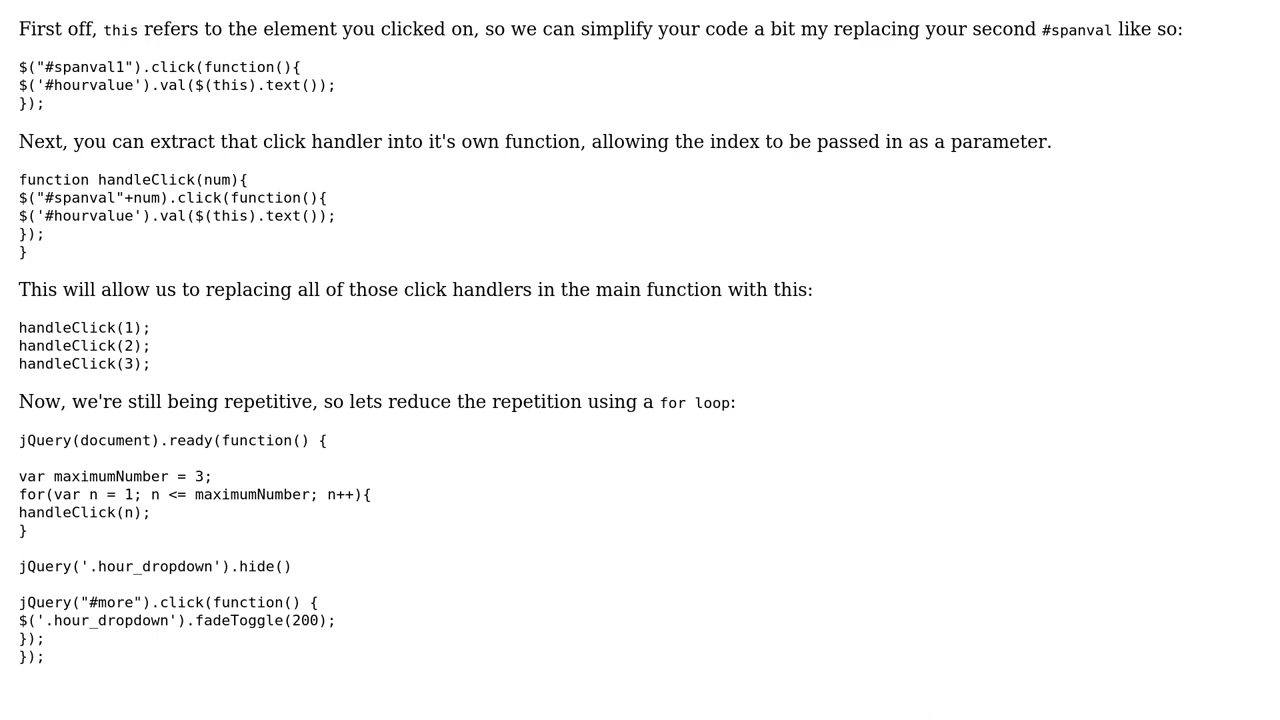 First off, this refers to the element you clicked on, so we can simplify your code a bit my replacing your second #spanval like so:
$("#spanval1").click(function(){
$('#hourvalue').val($(this).text());
});
Next, you can extract that click handler into it's own function, allowing the index to be passed in as a parameter.
function handleClick(num){
$("#spanval"+num).click(function(){
$('#hourvalue').val($(this).text());
});
}
This will allow us to replacing all of those click handlers in the main function with this:
handleClick(1);
handleClick(2);
handleClick(3);
Now, we're still being repetitive, so lets reduce the repetition using a for loop:
jQuery(document).ready(function() {
var maximumNumber = 3;
for(var n = 1; n <= maximumNumber; n++){
handleClick(n);
}
jQuery('.hour_dropdown').hide()
jQuery("#more").click(function() {
$('.hour_dropdown').fadeToggle(200);
});
});